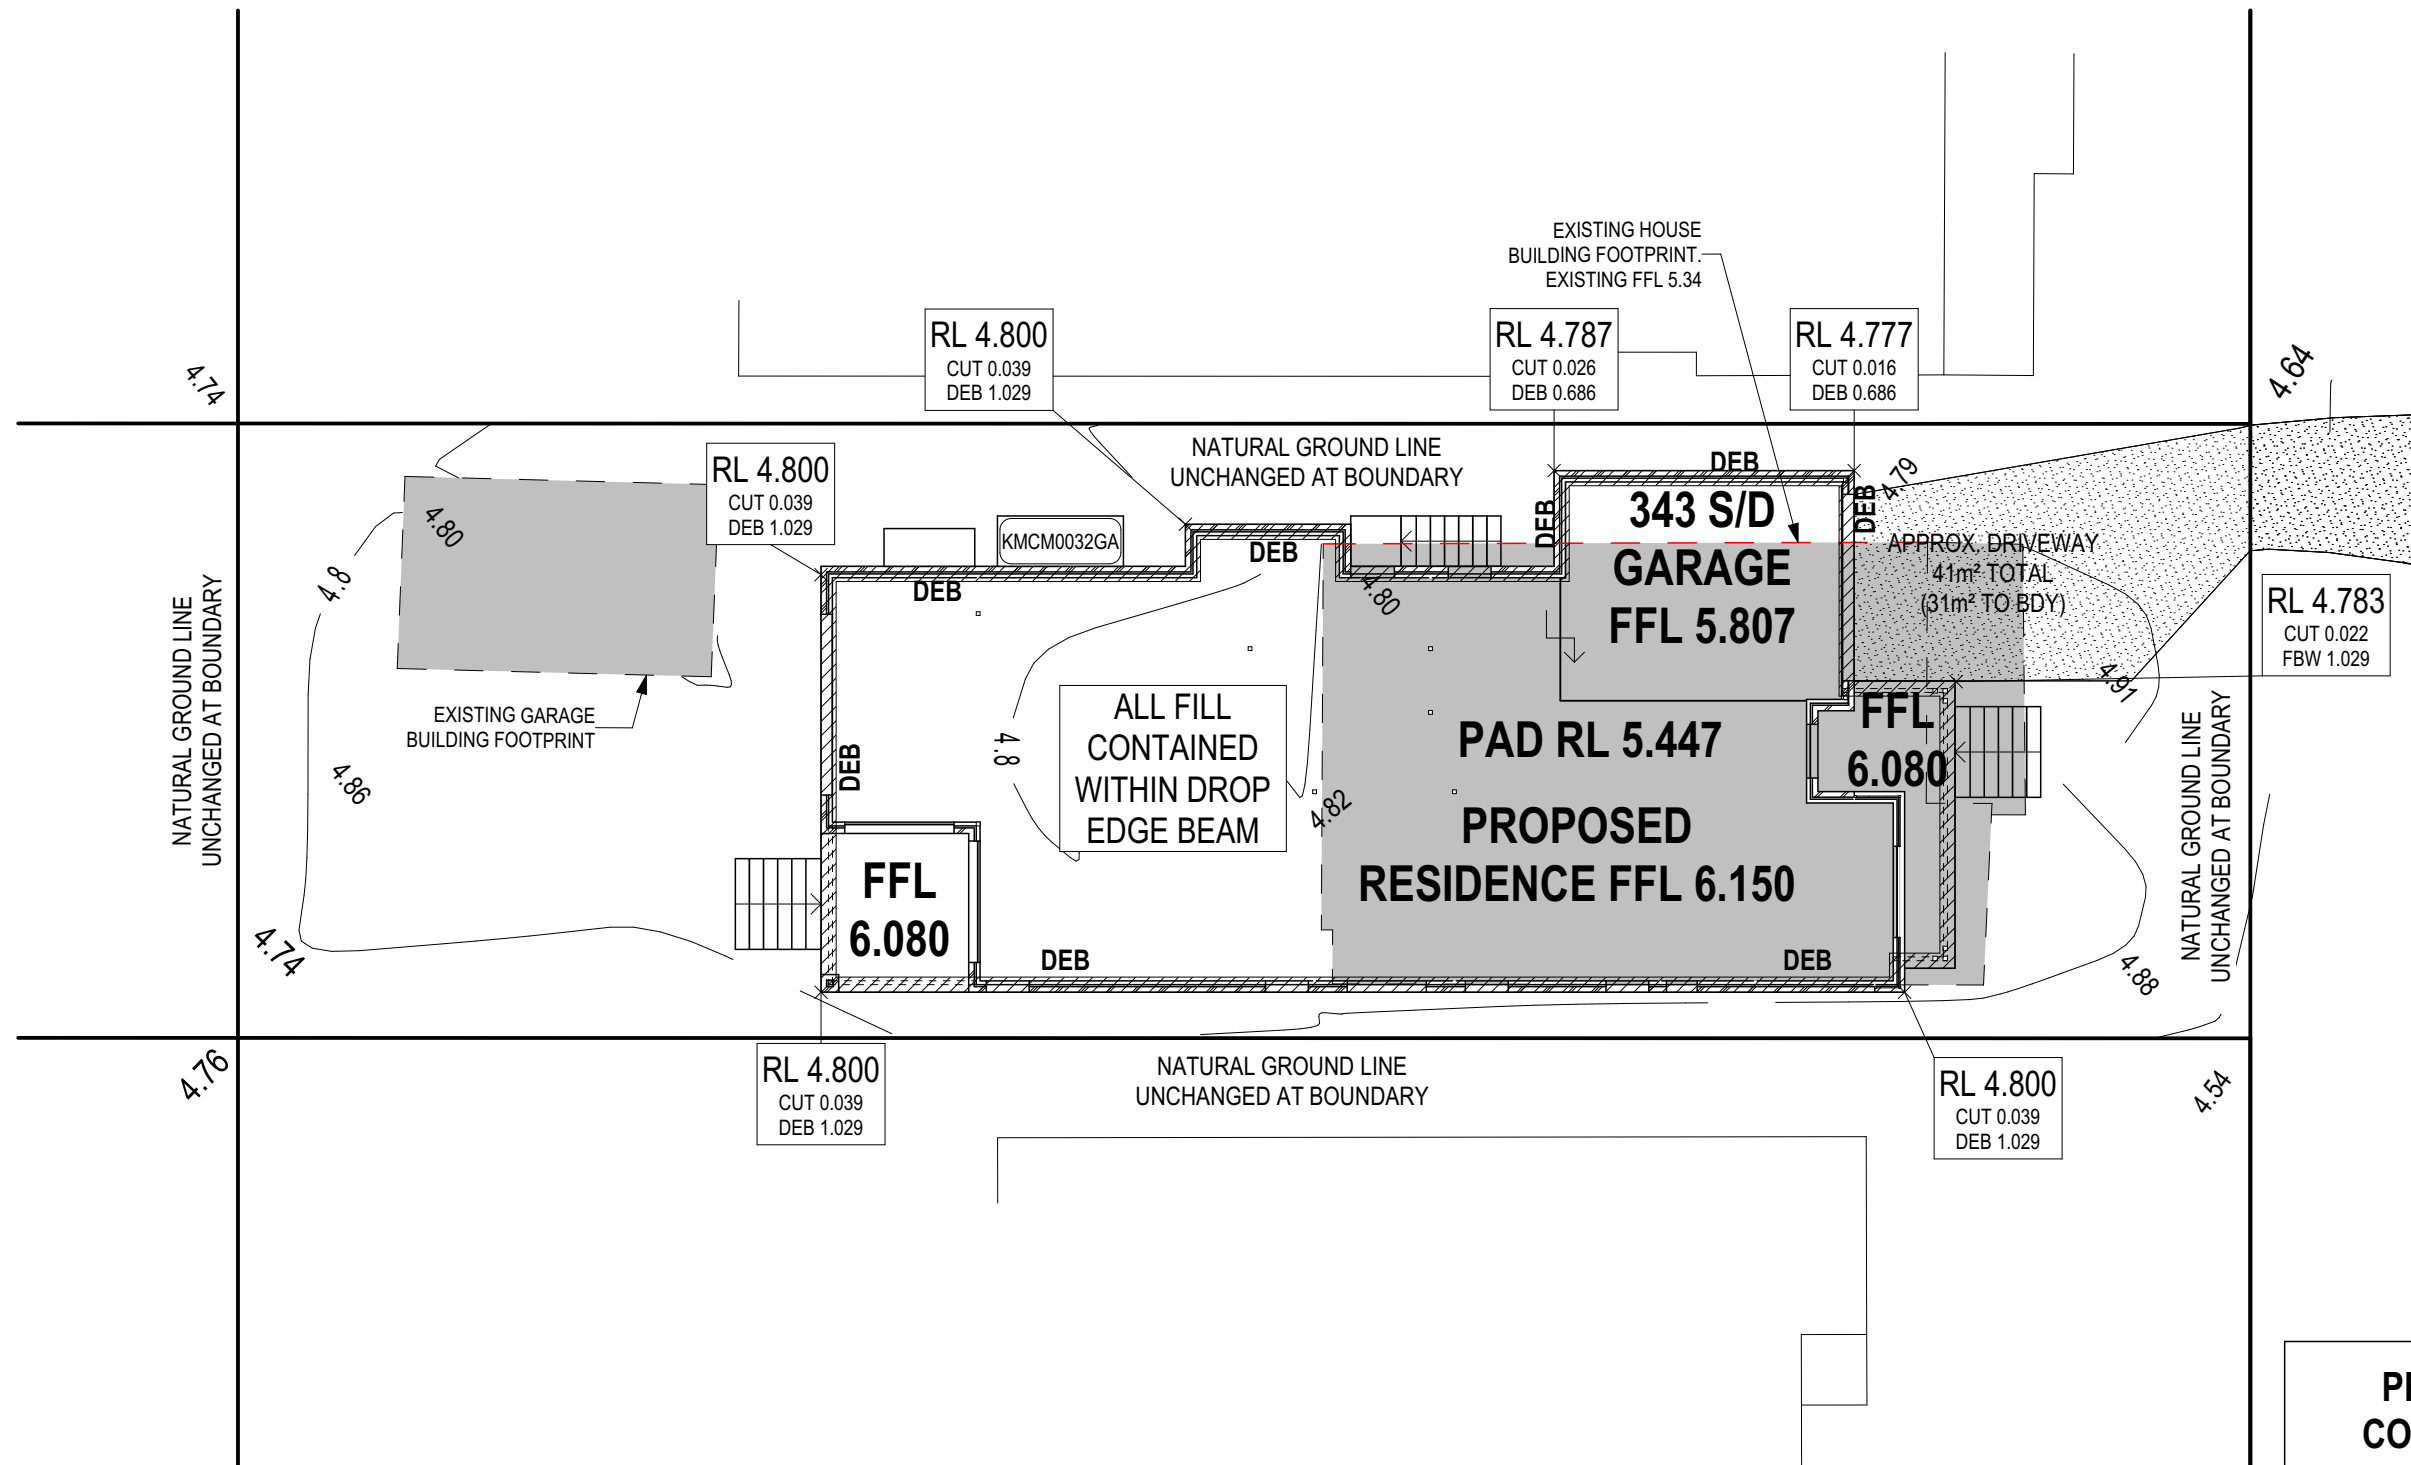 EXISTING HOUSE
BUILDING FOOTPRINT.
EXISTING FFL 5.34
RL 4.800
CUT 0.039
DEB 1.029
RL 4.787
CUT 0.026
DEB 0.686
RL 4.777
CUT 0.016
DEB 0.686
4.74
4.64
RL 4.800
CUT 0.039
DEB 1.029
NATURAL GROUND LINE
UNCHANGED AT BOUNDARY
DEB
4.79
4.80
DEB
DEB
343 S/D
GARAGE
FFL 5.807
KMCM0032GA
DEB
DEB
4.8
4.80
APPROX. DRIVEWAY
41m² TOTAL
(31m² TO BDY)
RL 4.783
CUT 0.022
FBW 1.029
NATURAL GROUND LINE
UNCHANGED AT BOUNDARY
EXISTING GARAGE
BUILDING FOOTPRINT
4.91
ALL FILL
CONTAINED
WITHIN DROP
EDGE BEAM
4.8
PAD RL 5.447
FFL
6.080
DEB
4.86
4.82
PROPOSED
RESIDENCE FFL 6.150
NATURAL GROUND LINE
UNCHANGED AT BOUNDARY
FFL
6.080
4.74
DEB
DEB
4.88
4.76
RL 4.800
CUT 0.039
DEB 1.029
NATURAL GROUND LINE
UNCHANGED AT BOUNDARY
RL 4.800
CUT 0.039
DEB 1.029
4.54
CO